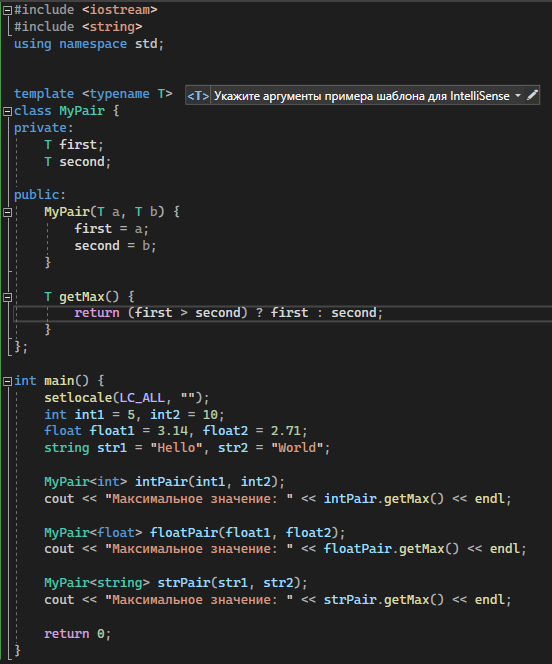 #include <iostream>
#include <string>
using namespace std;
template <typename T> <T> Укажите аргументы примера шаблона для IntelliSense
class MyPair {
private:
    T first;
    T second;
public:
    MyPair(T a, T b) {
        first = a;
        second = b;
    }
    T getMax() {
        return (first > second) ? first : second;
    }
};
int main() {
    setlocale(LC_ALL, "");
    int int1 = 5, int2 = 10;
    float float1 = 3.14, float2 = 2.71;
    string str1 = "Hello", str2 = "World";
    MyPair<int> intPair(int1, int2);
    cout << "Максимальное значение: " << intPair.getMax() << endl;
    MyPair<float> floatPair(float1, float2);
    cout << "Максимальное значение: " << floatPair.getMax() << endl;
    MyPair<string> strPair(str1, str2);
    cout << "Максимальное значение: " << strPair.getMax() << endl;
    return 0;
}